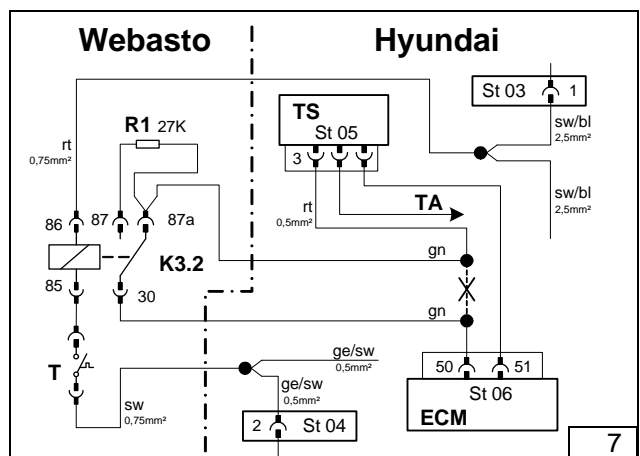 Webasto
Hyundai
St 03 1
TS
St 05
R1 27K
sw/bl
2,5mm²
rt
0,75mm²
3
rt
0,5mm²
TA
sw/bl
2,5mm²
86 87 87a
gn
K3.2
85 30
gn
T
ge/sw
0,5mm²
50 51
St 06
ECM
ge/sw
0,5mm²
sw
0,75mm²
2 St 04
7